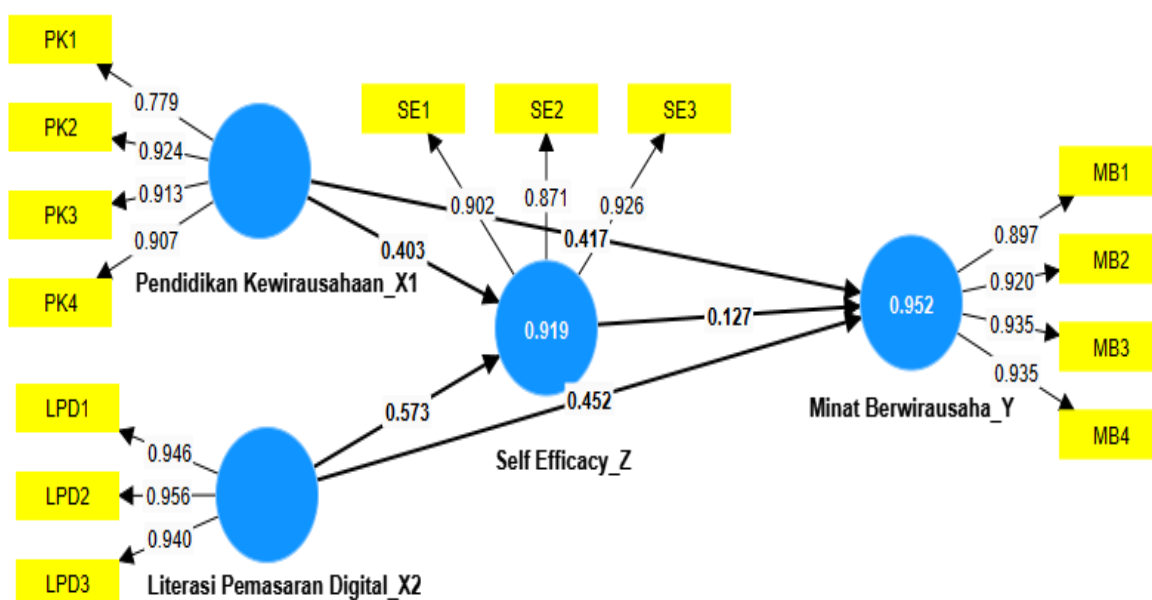 PK1
0.779
PK2
0.924
PK3
0.913
0.907
PK4
Pendidikan Kewirausahaan_X1
SE1
SE2
SE3
0.902
0.871
0.926
0.417
0.403
0.919
0.127
0.573
0.452
Self Efficacy_Z
MB1
0.897
MB2
0.920
0.952
0.935
MB3
0.935
MB4
Minat Berwirausaha_Y
LPD1
0.946
LPD2
0.956
0.940
LPD3
Literasi Pemasaran Digital_X2